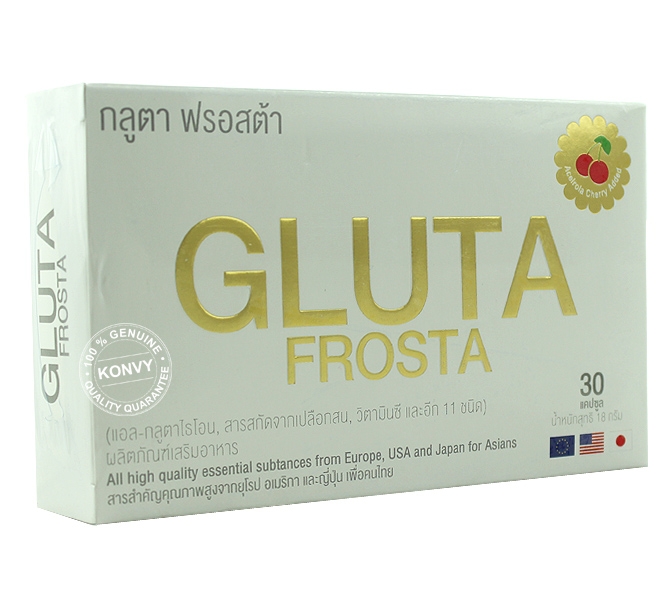 กลูตา ฟรอสต้า
Acelrola Cherry Added
GLUTA
FROSTA
GLUTA
FROSTA
100 % GENUINE
KONVY
QUALITY GUARANTEE
30
แคปซูล
น้ำหนักสุทธิ 18 กรัม
(แอล-กลูตาไธโอน, สารสกัดจากเปลือกสน, วิตามินซี และอีก 11 ชนิด)
ผลิตภัณฑ์เสริมอาหาร
All high quality essential subtances from Europe, USA and Japan for Asians
สารสำคัญคุณภาพสูงจากยุโรป อเมริกา และญี่ปุ่น เพื่อคนไทย